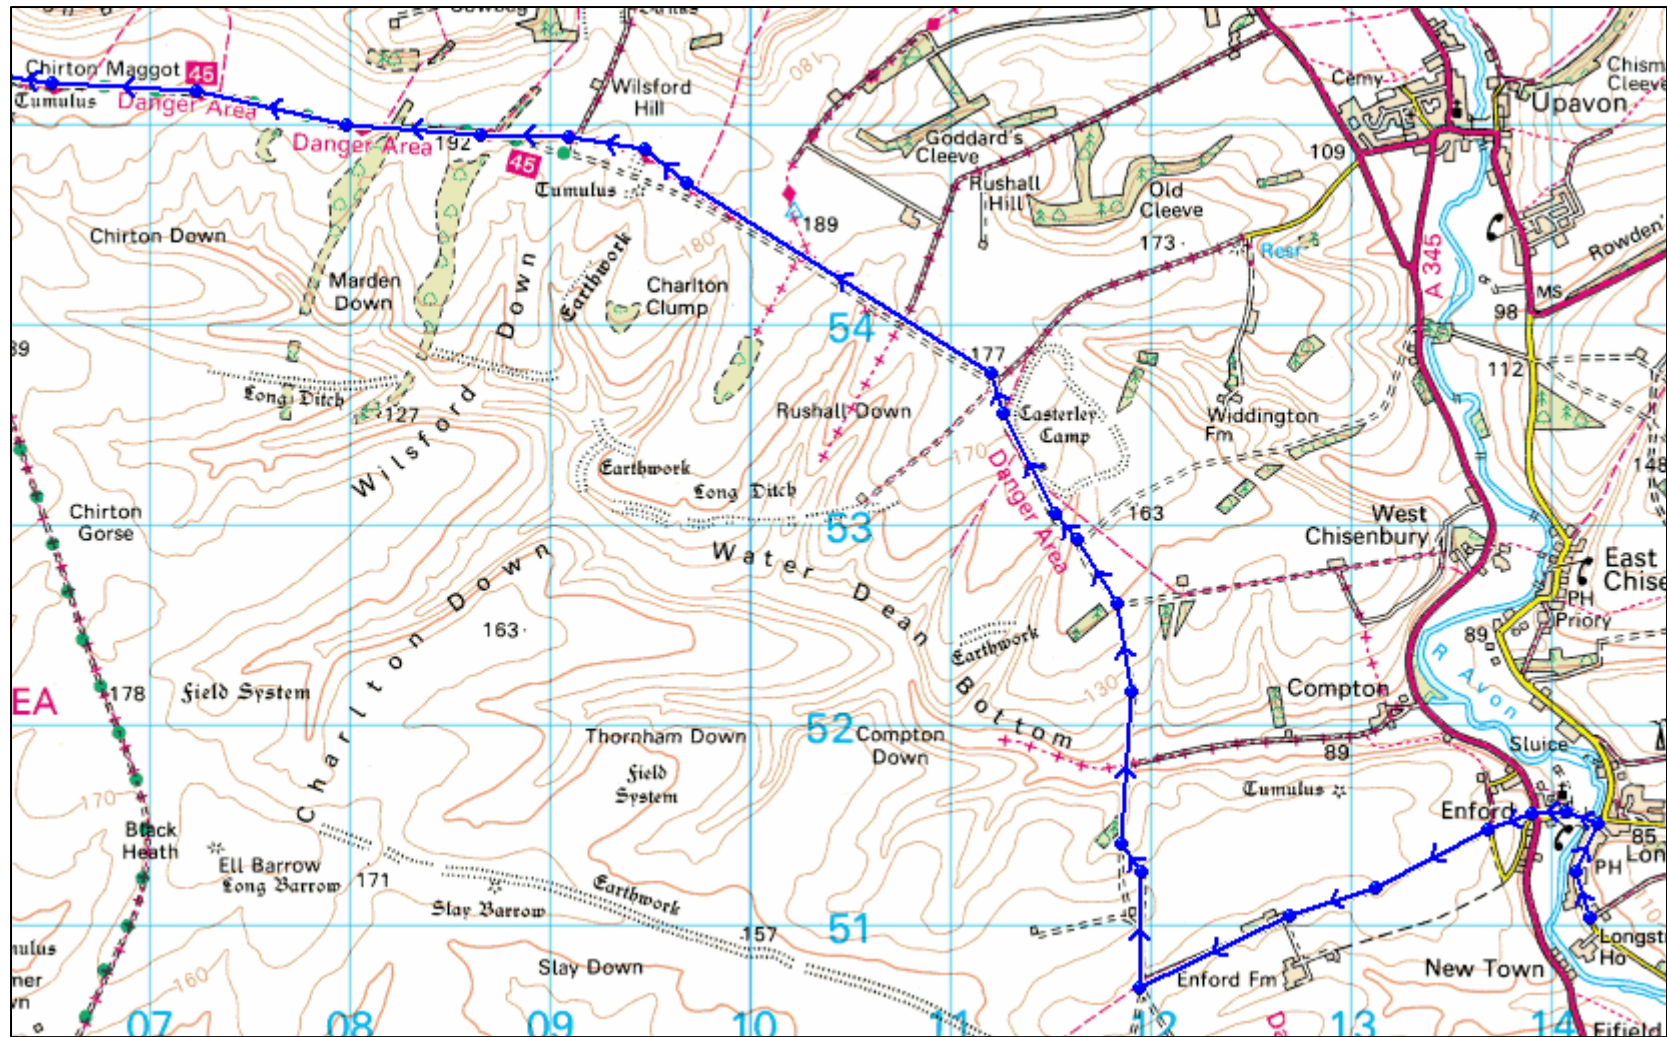 Chirton Maggot
45
Tumulus
Danger Area
Danger Area
192
45
Wilsford
Hill
Tumulus
180
189
Goddard's
Cleeve
Rushall
Hill
Old
Cleeve
173
Cemy
109
Upavon
Resr
A 345
MS
98
112
Chirton Down
Marden
Down
Down
Earthwork
Charlton
Clump
180
54
177
Long Ditch
127
Wilsford
Rushall Down
Casterley
Camp
Widdington
Fm
170
Earthwork
Long Ditch
Danger Area
163
148
Chirton
Gorse
53
West
Chisenbury
East
PH
Priory
89
Water Dean
Bottom
Charlton Down
163
Earthwork
130
R Avon
EA
178
Field System
Compton
52
Thornham Down
Compton
Down
89
Sluice
Field
System
Tumulus
Enford
85
PH
170
Black
Heath
Ell Barrow
Long Barrow
171
Slay Barrow
Earthwork
157
51
160
Slay Down
Enford Fm
New Town
Ho
07
08
09
10
11
12
13
14
Fifield